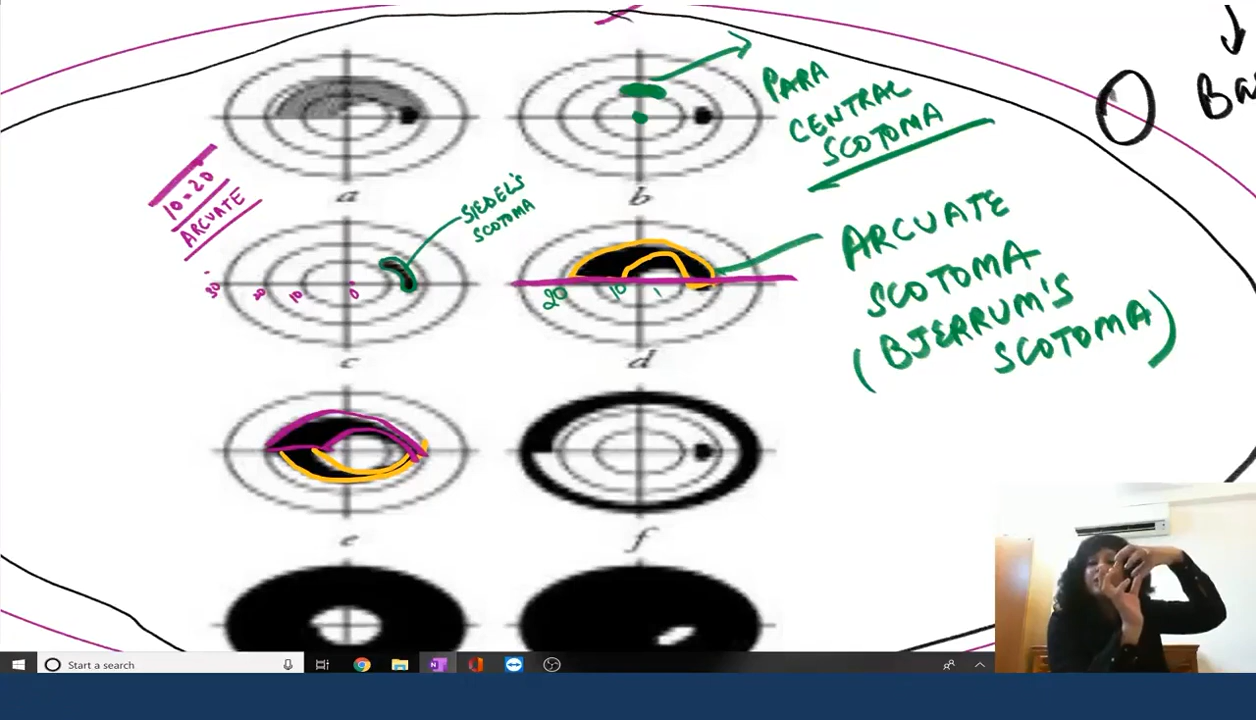 PARA
CENTRAL
SCOTOMA
10-20
ARCUATE
a
b
SIEDEL'S
SCOTOMA
30°
20
10
0°
20
10
1
ARCUATE
SCOTOMA
(BJERRUM'S
SCOTOMA)
c
d
e
f
Start a search